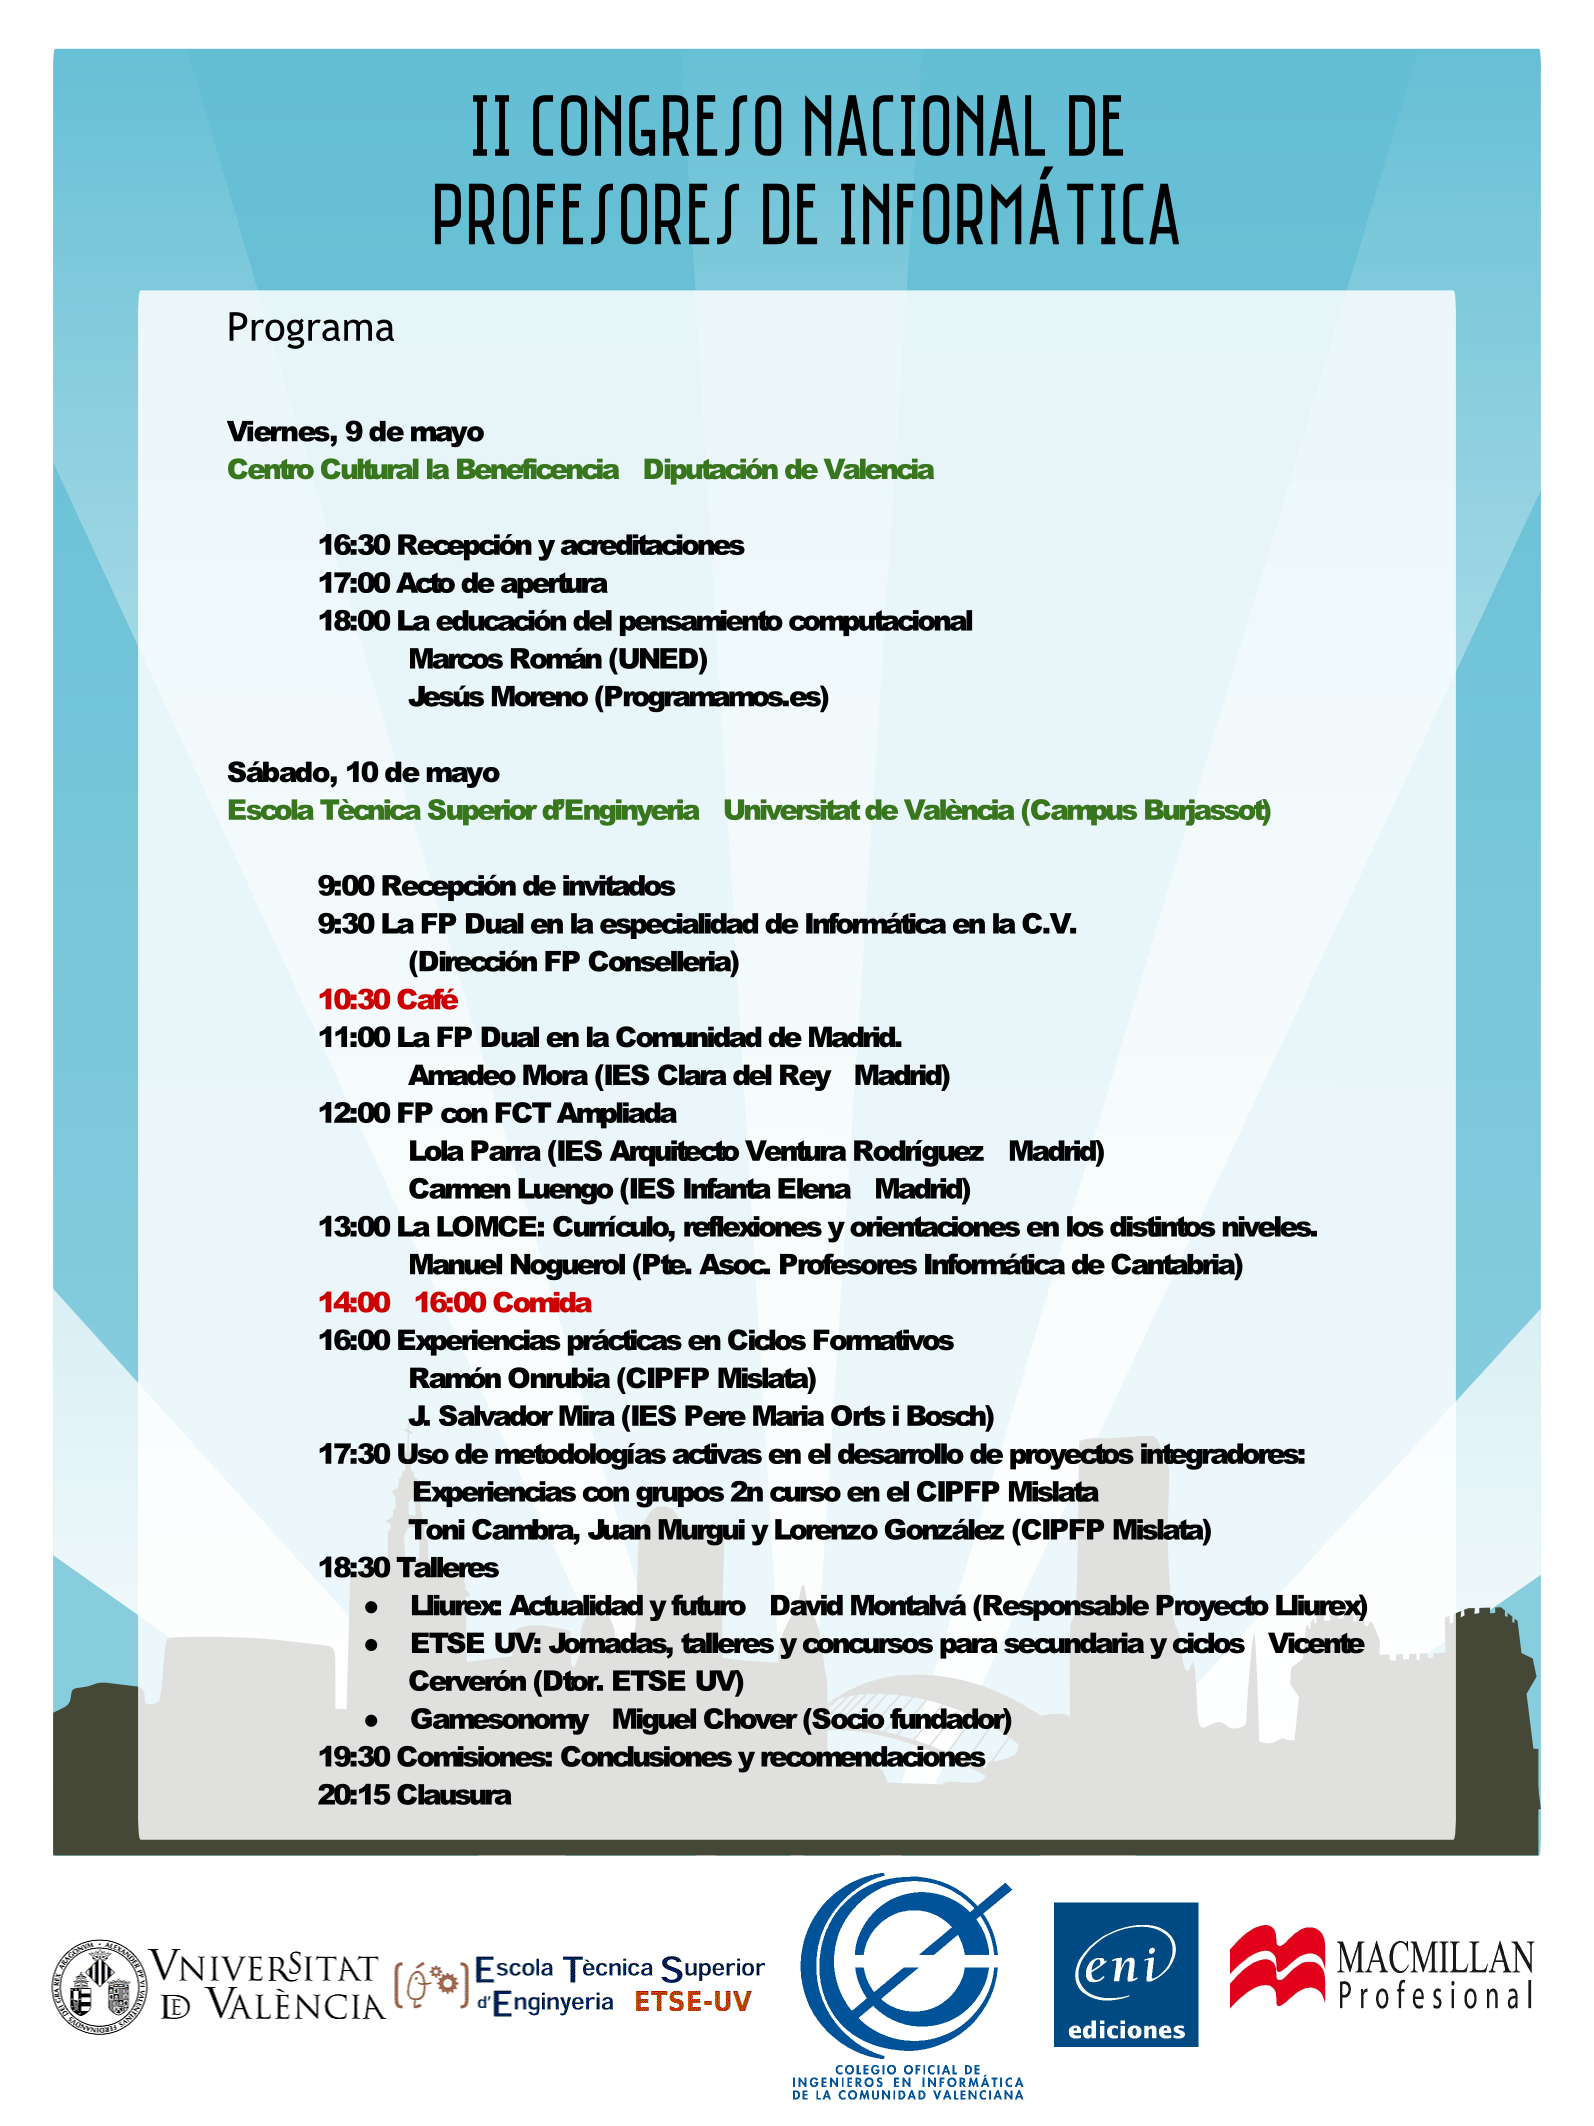 II CONGRESO NACIONAL DE
PROFESORES DE INFORMÁTICA
Programa
Viernes, 9 de mayo
Centro Cultural la Beneficencia Diputación de Valencia
16:30 Recepción y acreditaciones
17:00 Acto de apertura
18:00 La educación del pensamiento computacional
Marcos Román (UNED)
Jesús Moreno (Programamos.es)
Sábado, 10 de mayo
Escola Tècnica Superior d'Enginyeria Universitat de València (Campus Burjassot)
9:00 Recepción de invitados
9:30 La FP Dual en la especialidad de Informática en la C.V.
(Dirección FP Conselleria)
10:30 Café
11:00 La FP Dual en la Comunidad de Madrid.
Amadeo Mora (IES Clara del Rey Madrid)
12:00 FP con FCT Ampliada
Lola Parra (IES Arquitecto Ventura Rodríguez Madrid)
Carmen Luengo (IES Infanta Elena Madrid)
13:00 La LOMCE: Currículo, reflexiones y orientaciones en los distintos niveles.
Manuel Noguerol (Pte. Asoc. Profesores Informática de Cantabria)
14:00 16:00 Comida
16:00 Experiencias prácticas en Ciclos Formativos
Ramón Onrubia (CIPFP Mislata)
J. Salvador Mira (IES Pere Maria Orts i Bosch)
17:30 Uso de metodologías activas en el desarrollo de proyectos integradores:
Experiencias con grupos 2n curso en el CIPFP Mislata
Toni Cambra, Juan Murgui y Lorenzo González (CIPFP Mislata)
18:30 Talleres
● Lliurex: Actualidad y futuro David Montalvá (Responsable Proyecto Lliurex)
● ETSE UV: Jornadas, talleres y concursos para secundaria y ciclos Vicente
Cerverón (Dtor. ETSE UV)
● Gamesonomy Miguel Chover (Socio fundador)
19:30 Comisiones: Conclusiones y recomendaciones
20:15 Clausura
VNIVERSITAT
DE VALÈNCIA
Escola Tècnica Superior
d'Enginyeria ETSE-UV
COLEGIO OFICIAL DE
INGENIEROS EN INFORMÁTICA
DE LA COMUNIDAD VALENCIANA
eni
ediciones
MACMILLAN
Profesional